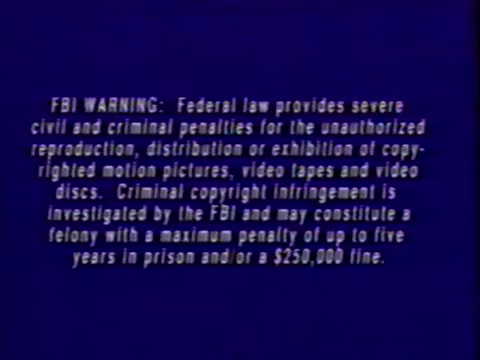 FBI WARNING: Federal law provides severe
civil and criminal penalties for the unauthorized
reproduction, distribution or exhibition of copy-
righted motion pictures, video tapes and video
discs. Criminal copyright infringement is
investigated by the FBI and may constitute a
felony with a maximum penalty of up to five
years in prison and/or a $250,000 fine.